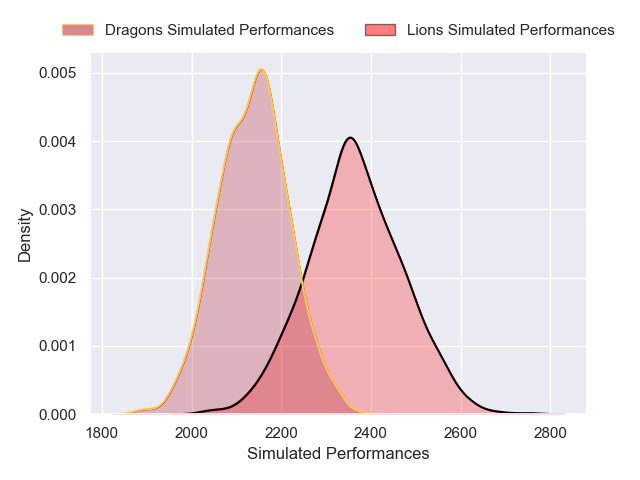 Dragons Simulated Performances
Lions Simulated Performances
0.005
0.004
0.003
0.002
0.001
0.000
Density
1800 2000 2200 2400 2600 2800
Simulated Performances